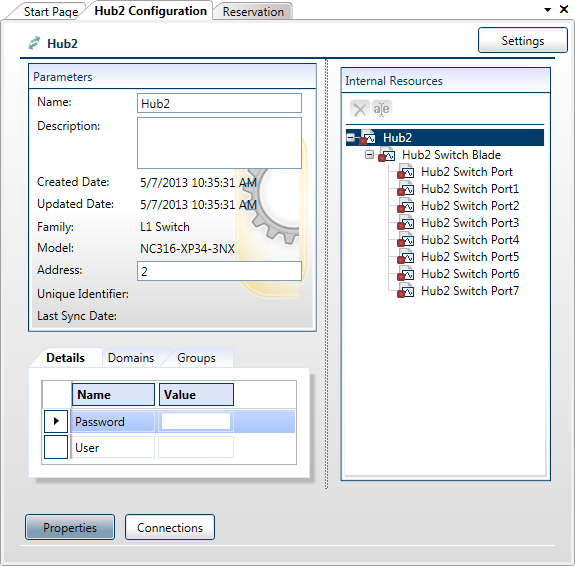 Start Page Hub2 Configuration Reservation
Hub2
Settings
Parameters
Name: Hub2
Description:
Created Date: 5/7/2013 10:35:31 AM
Updated Date: 5/7/2013 10:35:31 AM
Family: L1 Switch
Model: NC316-XP34-3NX
Address: 2
Unique Identifier:
Last Sync Date:
Details Domains Groups
Name Value
Password
User
Internal Resources
Hub2
Hub2 Switch Blade
Hub2 Switch Port
Hub2 Switch Port1
Hub2 Switch Port2
Hub2 Switch Port3
Hub2 Switch Port4
Hub2 Switch Port5
Hub2 Switch Port6
Hub2 Switch Port7
Properties Connections